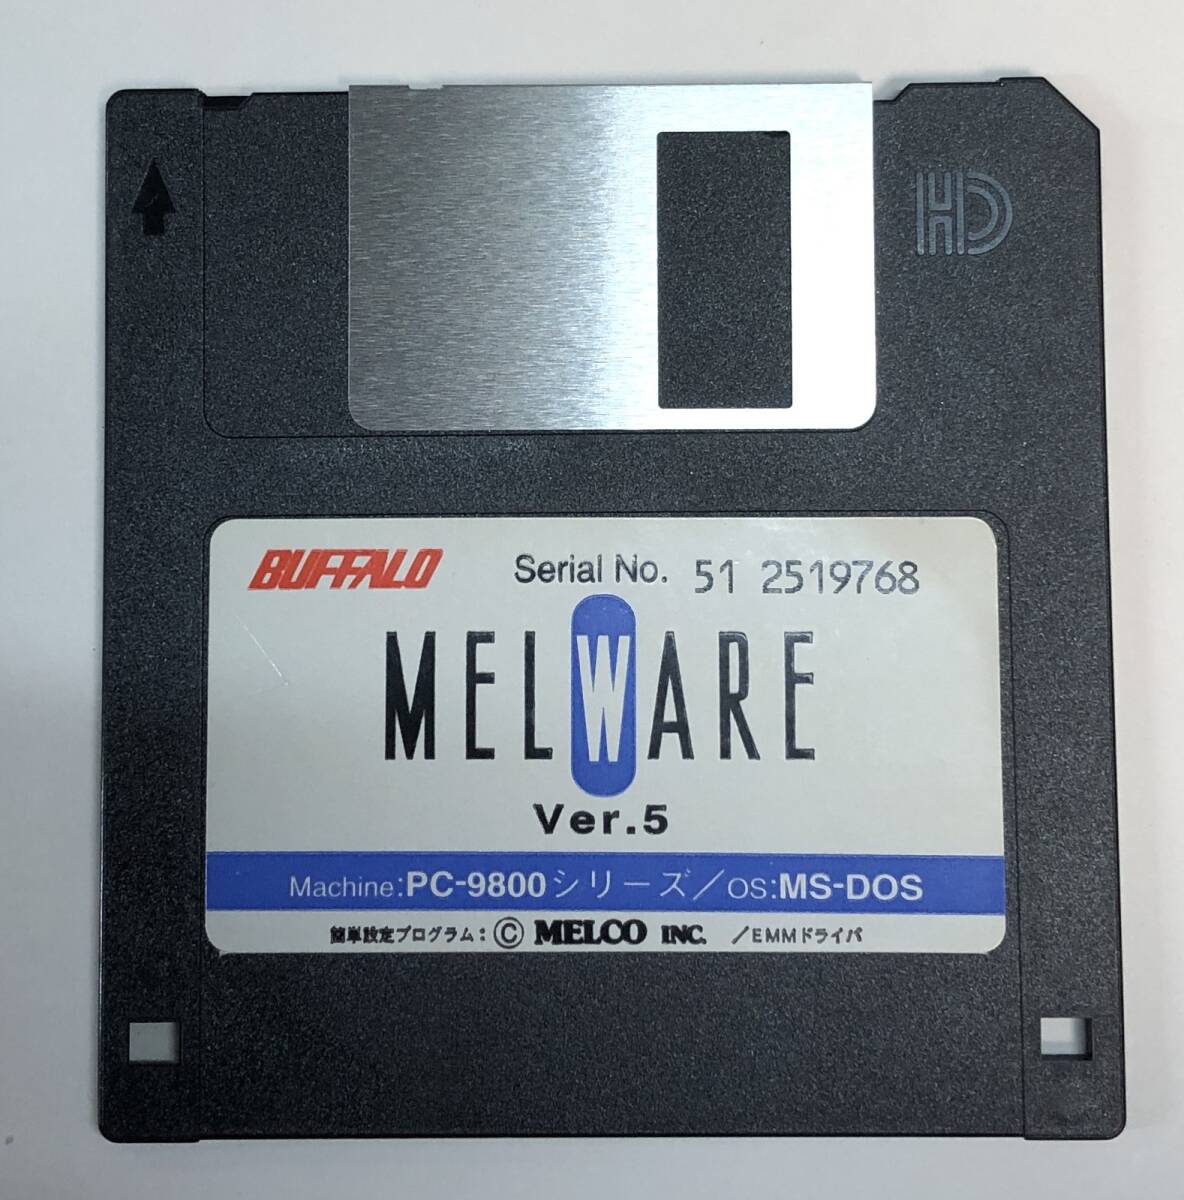 HD
BUFFALO Serial No. 51 2519768
MELWARE
Ver.5
Machine:PC-9800シリーズ/OS:MS-DOS
簡単設定プログラム:© MELCO INC. /EMMドライバ